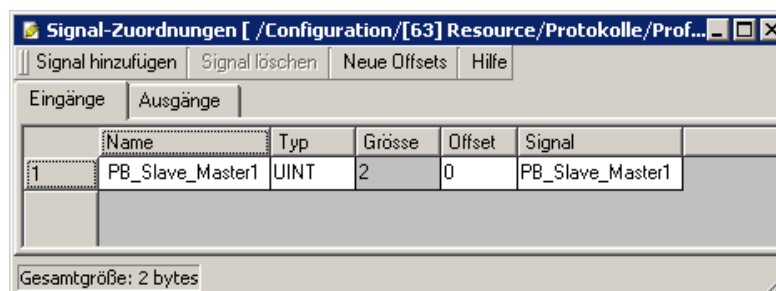 Signal-Zuordnungen [ /Configuration/[63] Resource/Protokolle/Prof...
Signal hinzufügen Signal löschen Neue Offsets Hilfe
Eingänge Ausgänge
Name Typ Grösse Offset Signal
1 PB_Slave_Master1 UINT 2 0 PB_Slave_Master1
Gesamtgröße: 2 bytes